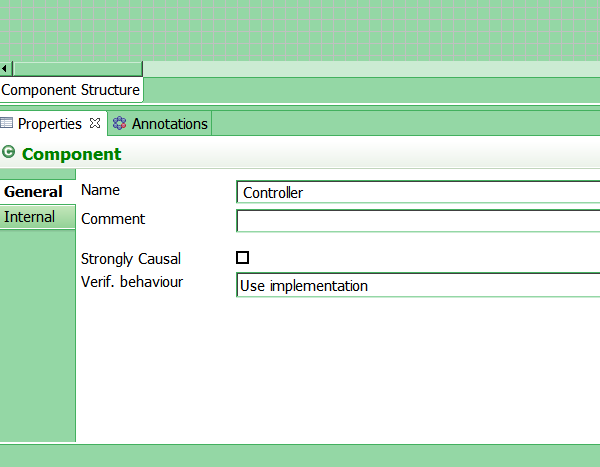 Component Structure
Properties Annotations
Component
General
Internal
Name Controller
Comment
Strongly Causal
Verif. behaviour Use implementation